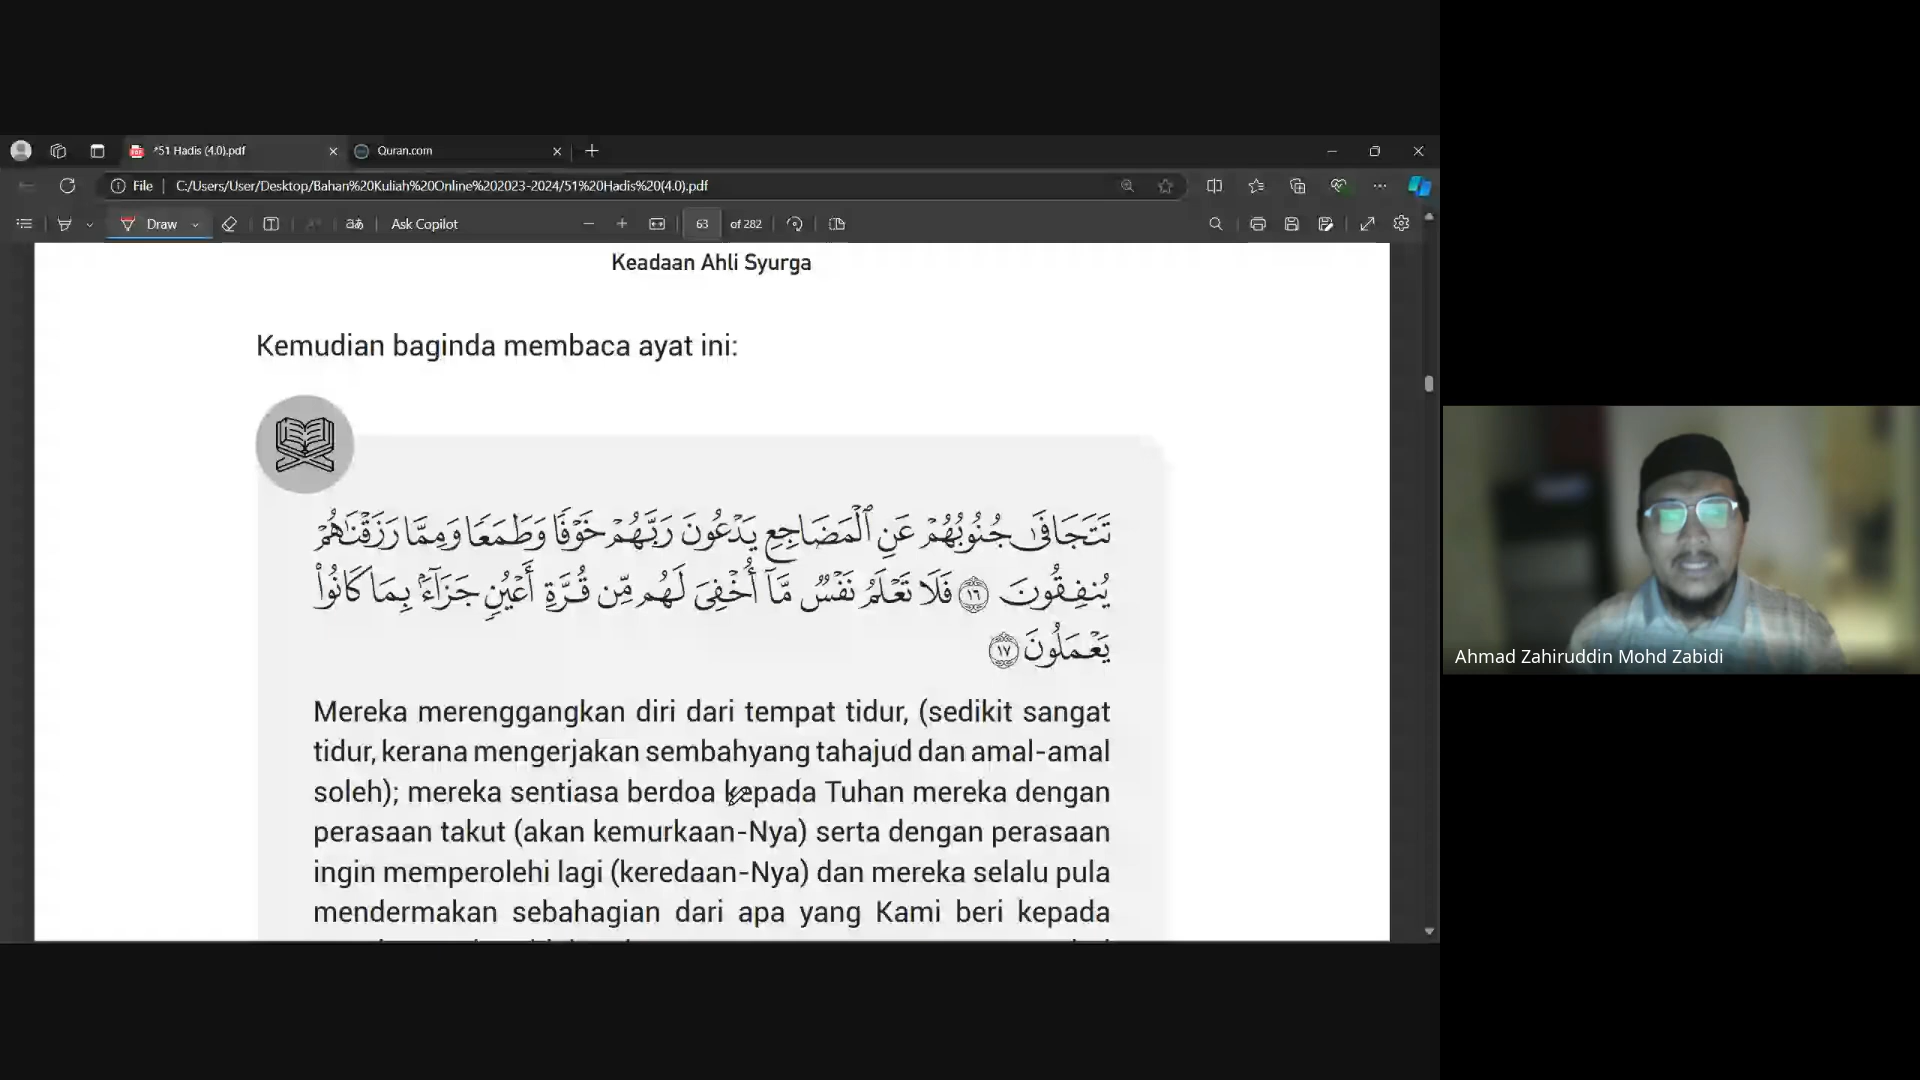 *51 Hadis (4.0).pdf
Quran.com
File
C:/Users/User/Desktop/Bahan%20Kuliah%20Online%202023-2024/51%20Hadis%20(4.0).pdf
Draw
aあ
Ask Copilot
63 of 282
Keadaan Ahli Syurga
Kemudian baginda membaca ayat ini:
تَتَجَافَىٰ جُنُوبُهُمْ عَنِ ٱلْمَضَاجِعِ يَدْعُونَ رَبَّهُمْ خَوْفًا وَطَمَعًا وَمِمَّا رَزَقْنَٰهُمْ
يُنفِقُونَ ١٦ فَلَا تَعْلَمُ نَفْسٌ مَّآ أُخْفِىَ لَهُم مِّن قُرَّةِ أَعْيُنٍ جَزَآءًۢ بِمَا كَانُوا۟
يَعْمَلُونَ ١٧
Mereka merenggangkan diri dari tempat tidur, (sedikit sangat
tidur, kerana mengerjakan sembahyang tahajud dan amal-amal
soleh); mereka sentiasa berdoa kepada Tuhan mereka dengan
perasaan takut (akan kemurkaan-Nya) serta dengan perasaan
ingin memperolehi lagi (keredaan-Nya) dan mereka selalu pula
mendermakan sebahagian dari apa yang Kami beri kepada
Ahmad Zahiruddin Mohd Zabidi